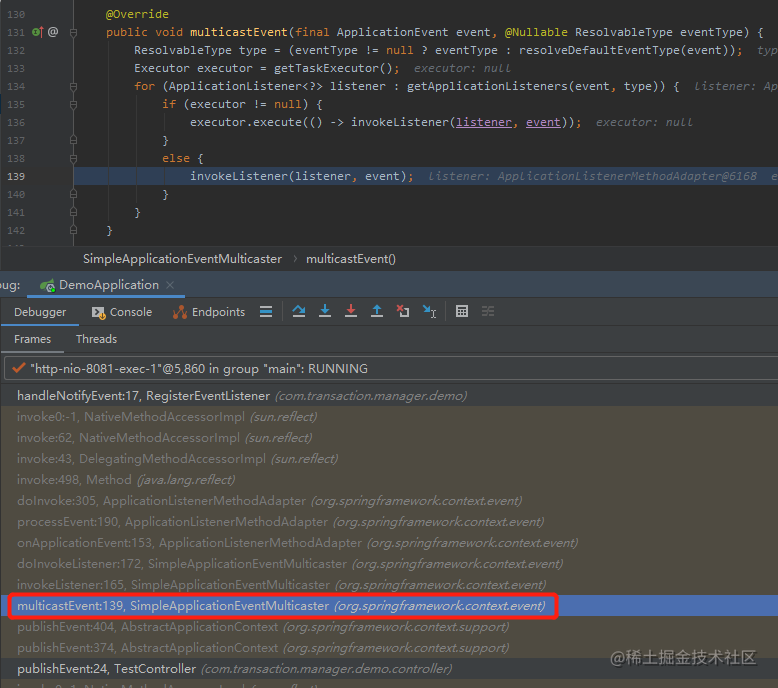 130 @Override
131 @ public void multicastEvent(final ApplicationEvent event, @Nullable ResolvableType eventType) {
132 ResolvableType type = (eventType != null ? eventType : resolveDefaultEventType(event)); typ
133 Executor executor = getTaskExecutor(); executor: null
134 for (ApplicationListener<?> listener : getApplicationListeners(event, type)) { listener: Ap
135 if (executor != null) {
136 executor.execute(() -> invokeListener(listener, event)); executor: null
137 }
138 else {
139 invokeListener(listener, event); listener: ApplicationListenerMethodAdapter@6168 e
140 }
141 }
142 }
SimpleApplicationEventMulticaster › multicastEvent()
bug: DemoApplication ×
Debugger Console Endpoints
Frames Threads
"http-nio-8081-exec-1"@5,860 in group "main": RUNNING
handleNotifyEvent:17, RegisterEventListener (com.transaction.manager.demo)
invoke0:-1, NativeMethodAccessorImpl (sun.reflect)
invoke:62, NativeMethodAccessorImpl (sun.reflect)
invoke:43, DelegatingMethodAccessorImpl (sun.reflect)
invoke:498, Method (java.lang.reflect)
doInvoke:305, ApplicationListenerMethodAdapter (org.springframework.context.event)
processEvent:190, ApplicationListenerMethodAdapter (org.springframework.context.event)
onApplicationEvent:153, ApplicationListenerMethodAdapter (org.springframework.context.event)
doInvokeListener:172, SimpleApplicationEventMulticaster (org.springframework.context.event)
invokeListener:165, SimpleApplicationEventMulticaster (org.springframework.context.event)
multicastEvent:139, SimpleApplicationEventMulticaster (org.springframework.context.event)
publishEvent:404, AbstractApplicationContext (org.springframework.context.support)
publishEvent:374, AbstractApplicationContext (org.springframework.context.support)
publishEvent:24, TestController (com.transaction.manager.demo.controller)
@稀土掘金技术社区